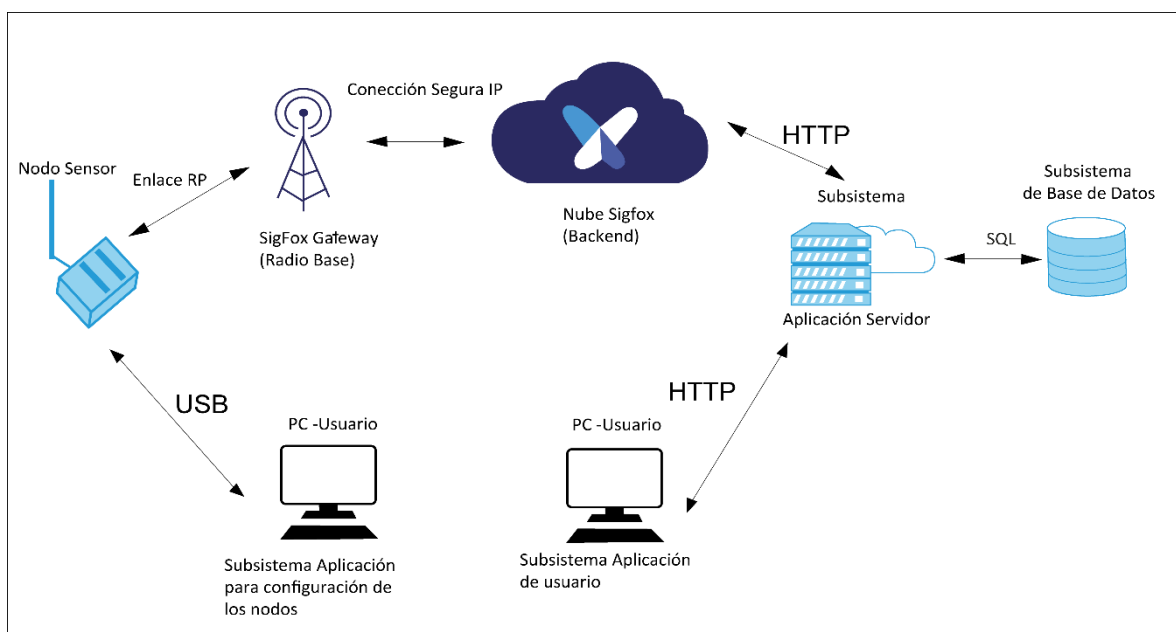 Conección Segura IP
HTTP
Nodo Sensor
Enlace RP
Subsistema
de Base de Datos
Subsistema
Nube Sigfox
(Backend)
SigFox Gateway
(Radio Base)
SQL
Aplicación Servidor
USB
HTTP
PC -Usuario
PC -Usuario
Subsistema Aplicación
para configuración de
los nodos
Subsistema Aplicación
de usuario